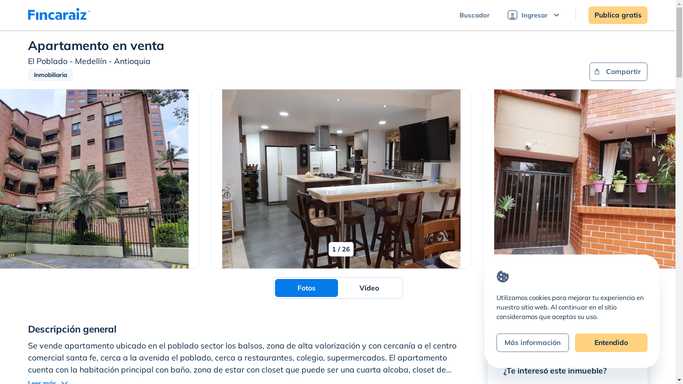 Fincaraiz
Buscador
Ingresar
Publica gratis
Apartamento en venta
El Poblado - Medellín - Antioquia
Inmobiliaria
Compartir
1 / 26
Fotos
Video
Utilizamos cookies para mejorar tu experiencia en
nuestro sitio web. Al continuar en el sitio
consideramos que aceptas su uso.
Más información
Entendido
Descripción general
Se vende apartamento ubicado en el poblado sector los balsos, zona de alta valorización y con cercanía a el centro
comercial santa fe, cerca a la avenida el poblado, cerca a restaurantes, colegio, supermercados. El apartamento
cuenta con la habitación principal con baño, zona de estar con closet que puede ser una cuarta alcoba, closet de...
Leer más
¿Te interesó este inmueble?